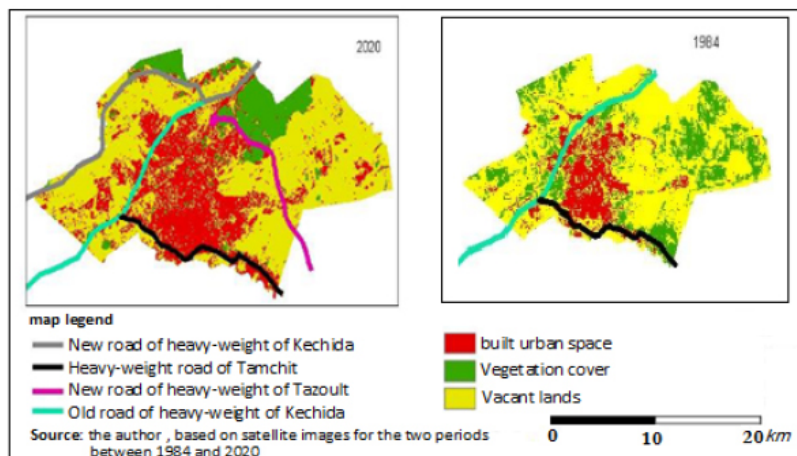 2020
1984
map legend
New road of heavy-weight of Kechida
Heavy-weight road of Tamchit
New road of heavy-weight of Tazoult
Old road of heavy-weight of Kechida
built urban space
Vegetation cover
Vacant lands
0 10 20 km
Source: the author , based on satellite images for the two periods
between 1984 and 2020